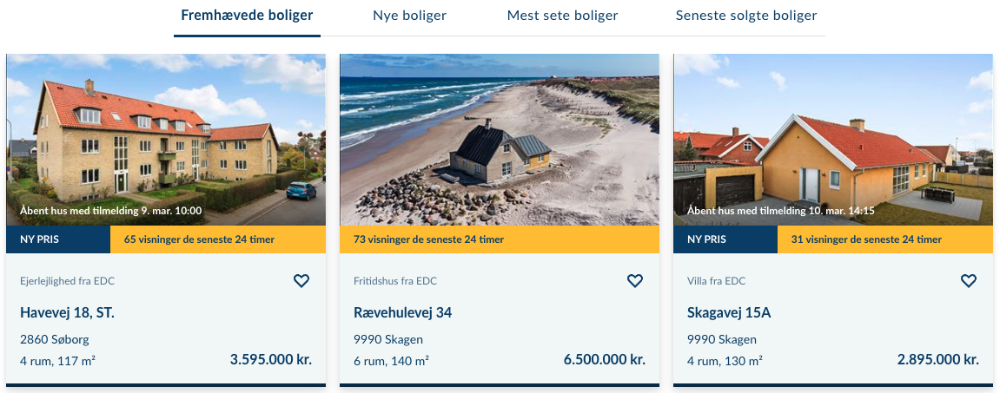 Fremhævede boliger
Nye boliger
Mest sete boliger
Seneste solgte boliger
Åbent hus med tilmelding 9. mar. 10:00
NY PRIS
65 visninger de seneste 24 timer
Ejerlejlighed fra EDC
Havevej 18, ST.
2860 Søborg
4 rum, 117 m²
3.595.000 kr.
73 visninger de seneste 24 timer
Fritidshus fra EDC
Rævehulevej 34
9990 Skagen
6 rum, 140 m²
6.500.000 kr.
Åbent hus med tilmelding 10. mar. 14:15
NY PRIS
31 visninger de seneste 24 timer
Villa fra EDC
Skagavej 15A
9990 Skagen
4 rum, 130 m²
2.895.000 kr.